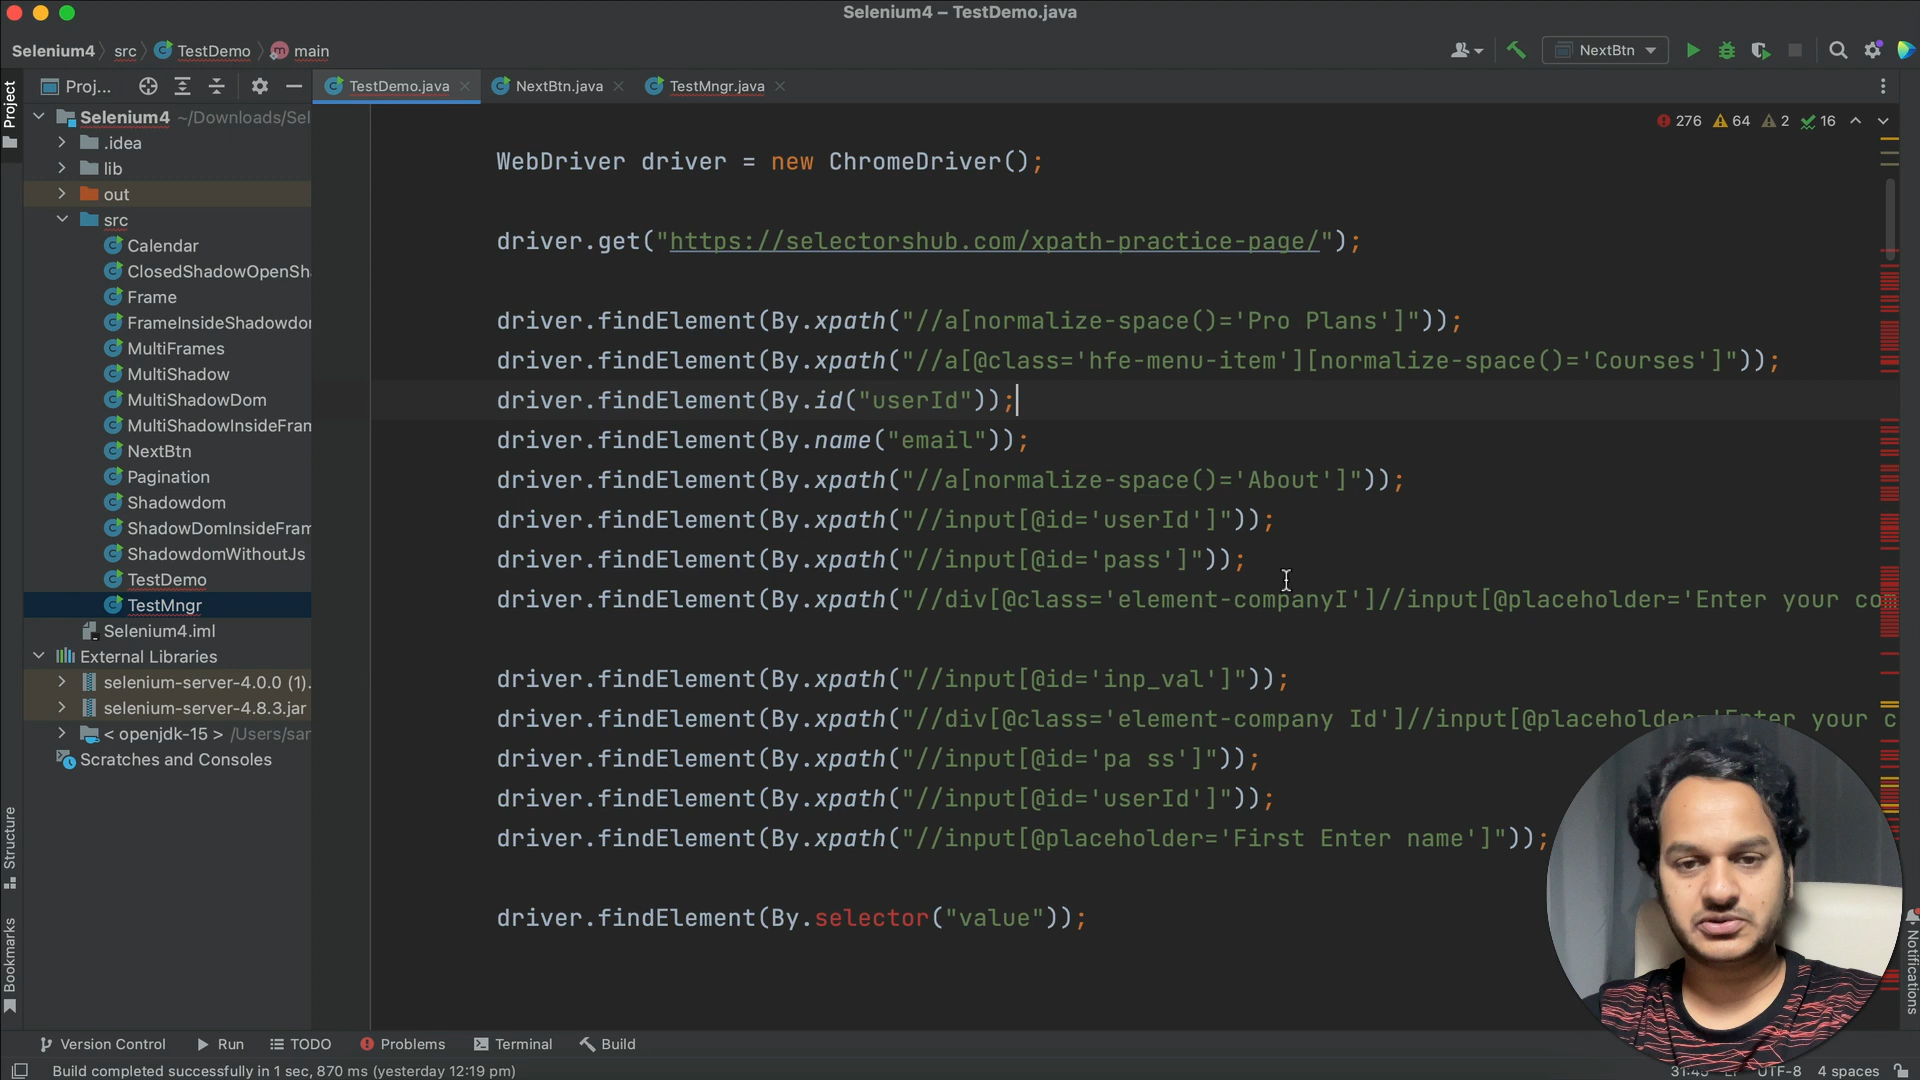 Selenium4 – TestDemo.java
Selenium4 src TestDemo main
NextBtn
Project
Proj...
TestDemo.java
NextBtn.java
TestMngr.java
276 64 2 16
Selenium4 ~/Downloads/Sel
.idea
lib
out
src
Calendar
ClosedShadowOpenSh
Frame
FrameInsideShadowdor
MultiFrames
MultiShadow
MultiShadowDom
MultiShadowInsideFram
NextBtn
Pagination
Shadowdom
ShadowDomInsideFram
ShadowdomWithoutJs
TestDemo
TestMngr
Selenium4.iml
External Libraries
selenium-server-4.0.0 (1).
selenium-server-4.8.3.jar
< openjdk-15 > /Users/sar
Scratches and Consoles
WebDriver driver = new ChromeDriver();
driver.get("https://selectorshub.com/xpath-practice-page/");
driver.findElement(By.xpath("//a[normalize-space()='Pro Plans']"));
driver.findElement(By.xpath("//a[@class='hfe-menu-item'][normalize-space()='Courses']"));
driver.findElement(By.id("userId"));
driver.findElement(By.name("email"));
driver.findElement(By.xpath("//a[normalize-space()='About']"));
driver.findElement(By.xpath("//input[@id='userId']"));
driver.findElement(By.xpath("//input[@id='pass']"));
driver.findElement(By.xpath("//div[@class='element-companyI']//input[@placeholder='Enter your com
driver.findElement(By.xpath("//input[@id='inp_val']"));
driver.findElement(By.xpath("//div[@class='element-company Id']//input[@placeholder='Enter your c
driver.findElement(By.xpath("//input[@id='pa ss']"));
driver.findElement(By.xpath("//input[@id='userId']"));
driver.findElement(By.xpath("//input[@placeholder='First Enter name']"));
driver.findElement(By.selector("value"));
Structure
Bookmarks
Notifications
Version Control Run TODO Problems Terminal Build
Build completed successfully in 1 sec, 870 ms (yesterday 12:19 pm)
UTF-8 4 spaces